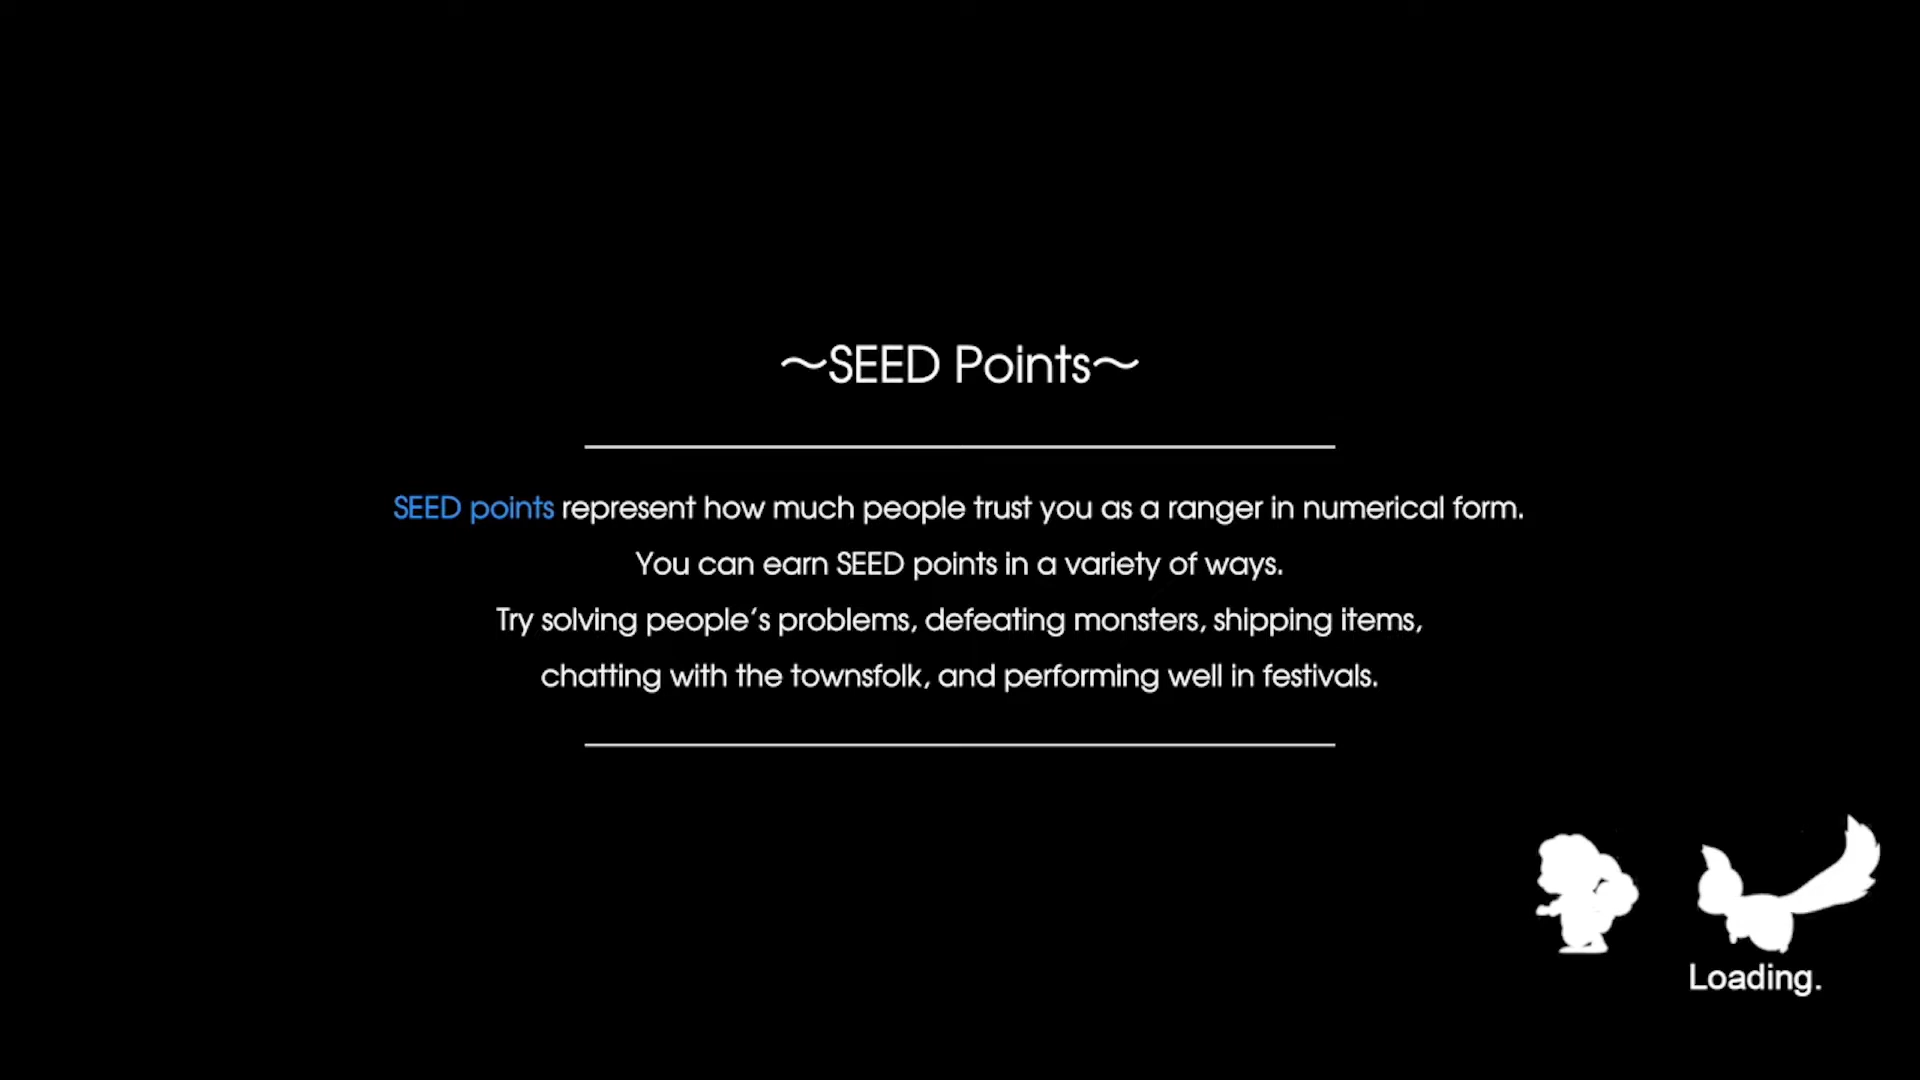 ～SEED Points～
SEED points represent how much people trust you as a ranger in numerical form.
You can earn SEED points in a variety of ways.
Try solving people's problems, defeating monsters, shipping items,
chatting with the townsfolk, and performing well in festivals.
Loading.